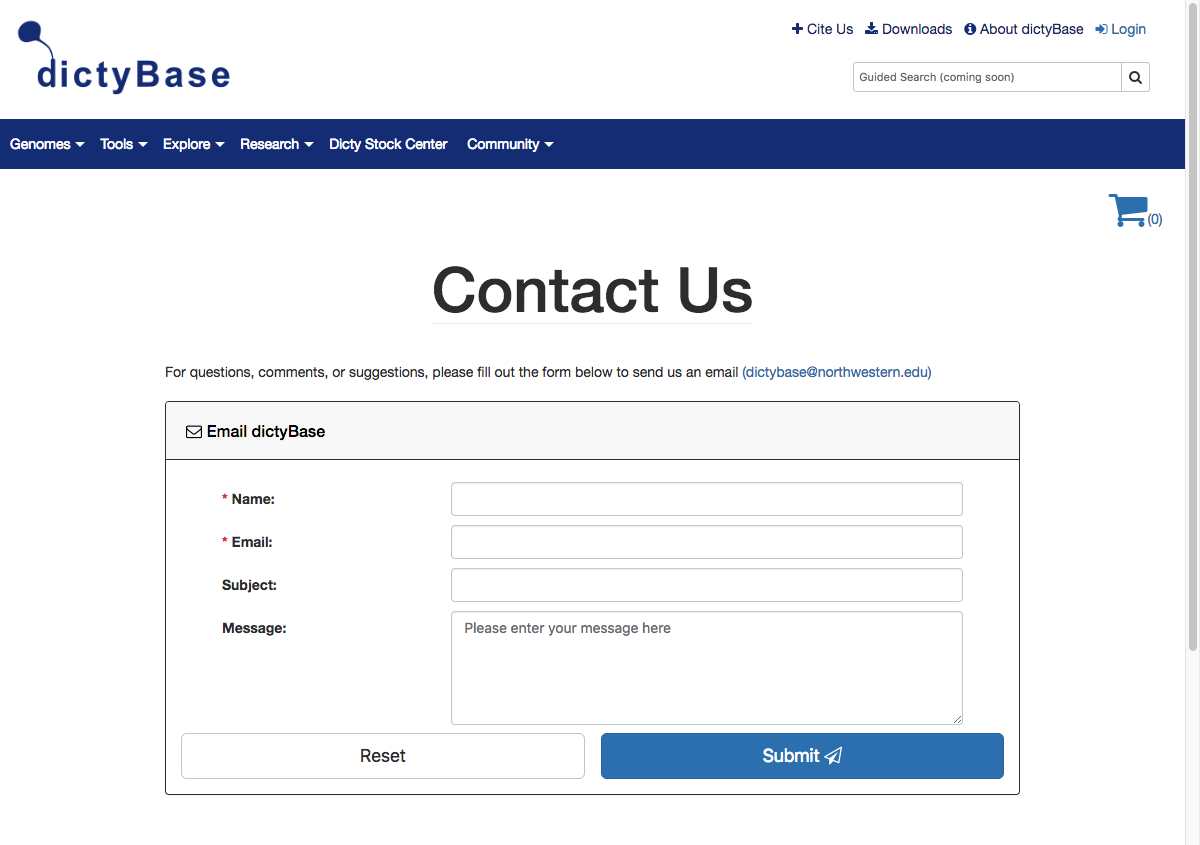 Cite Us Downloads About dictyBase Login
dictyBase
Guided Search (coming soon)
Genomes Tools Explore Research Dicty Stock Center Community
(0)
Contact Us
For questions, comments, or suggestions, please fill out the form below to send us an email (dictybase@northwestern.edu)
Email dictyBase
* Name:
* Email:
Subject:
Message: Please enter your message here
Reset Submit